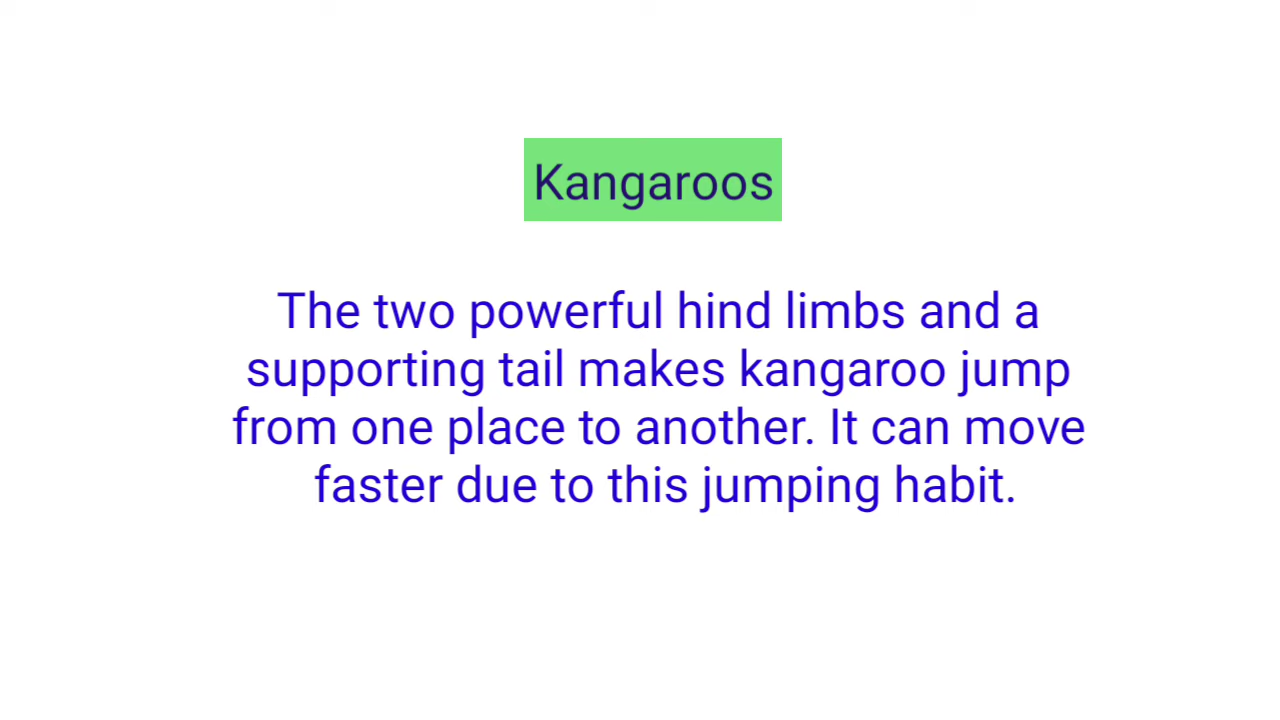 Kangaroos
The two powerful hind limbs and a
supporting tail makes kangaroo jump
from one place to another. It can move
faster due to this jumping habit.